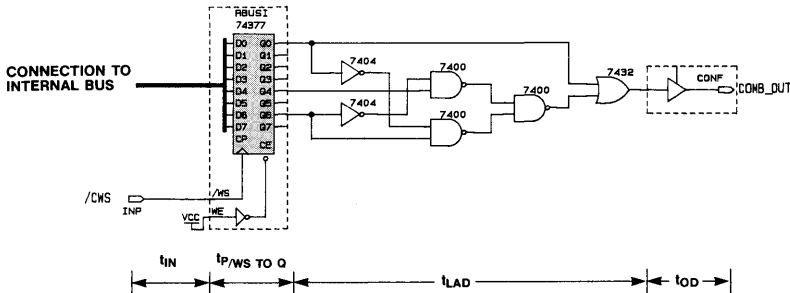 RBUSI
74377
D0 Q0
D1 Q1
D2 Q2
D3 Q3
D4 Q4
D5 Q5
D6 Q6
D7 Q7
CP
CE
CONNECTION TO
INTERNAL BUS
7404
7404
7400
7400
7400
7432
CONF
COMB_OUT
/CWS
INP
/WS
VCC
WE
tIN
tP/WS TO Q
tLAD
tOD